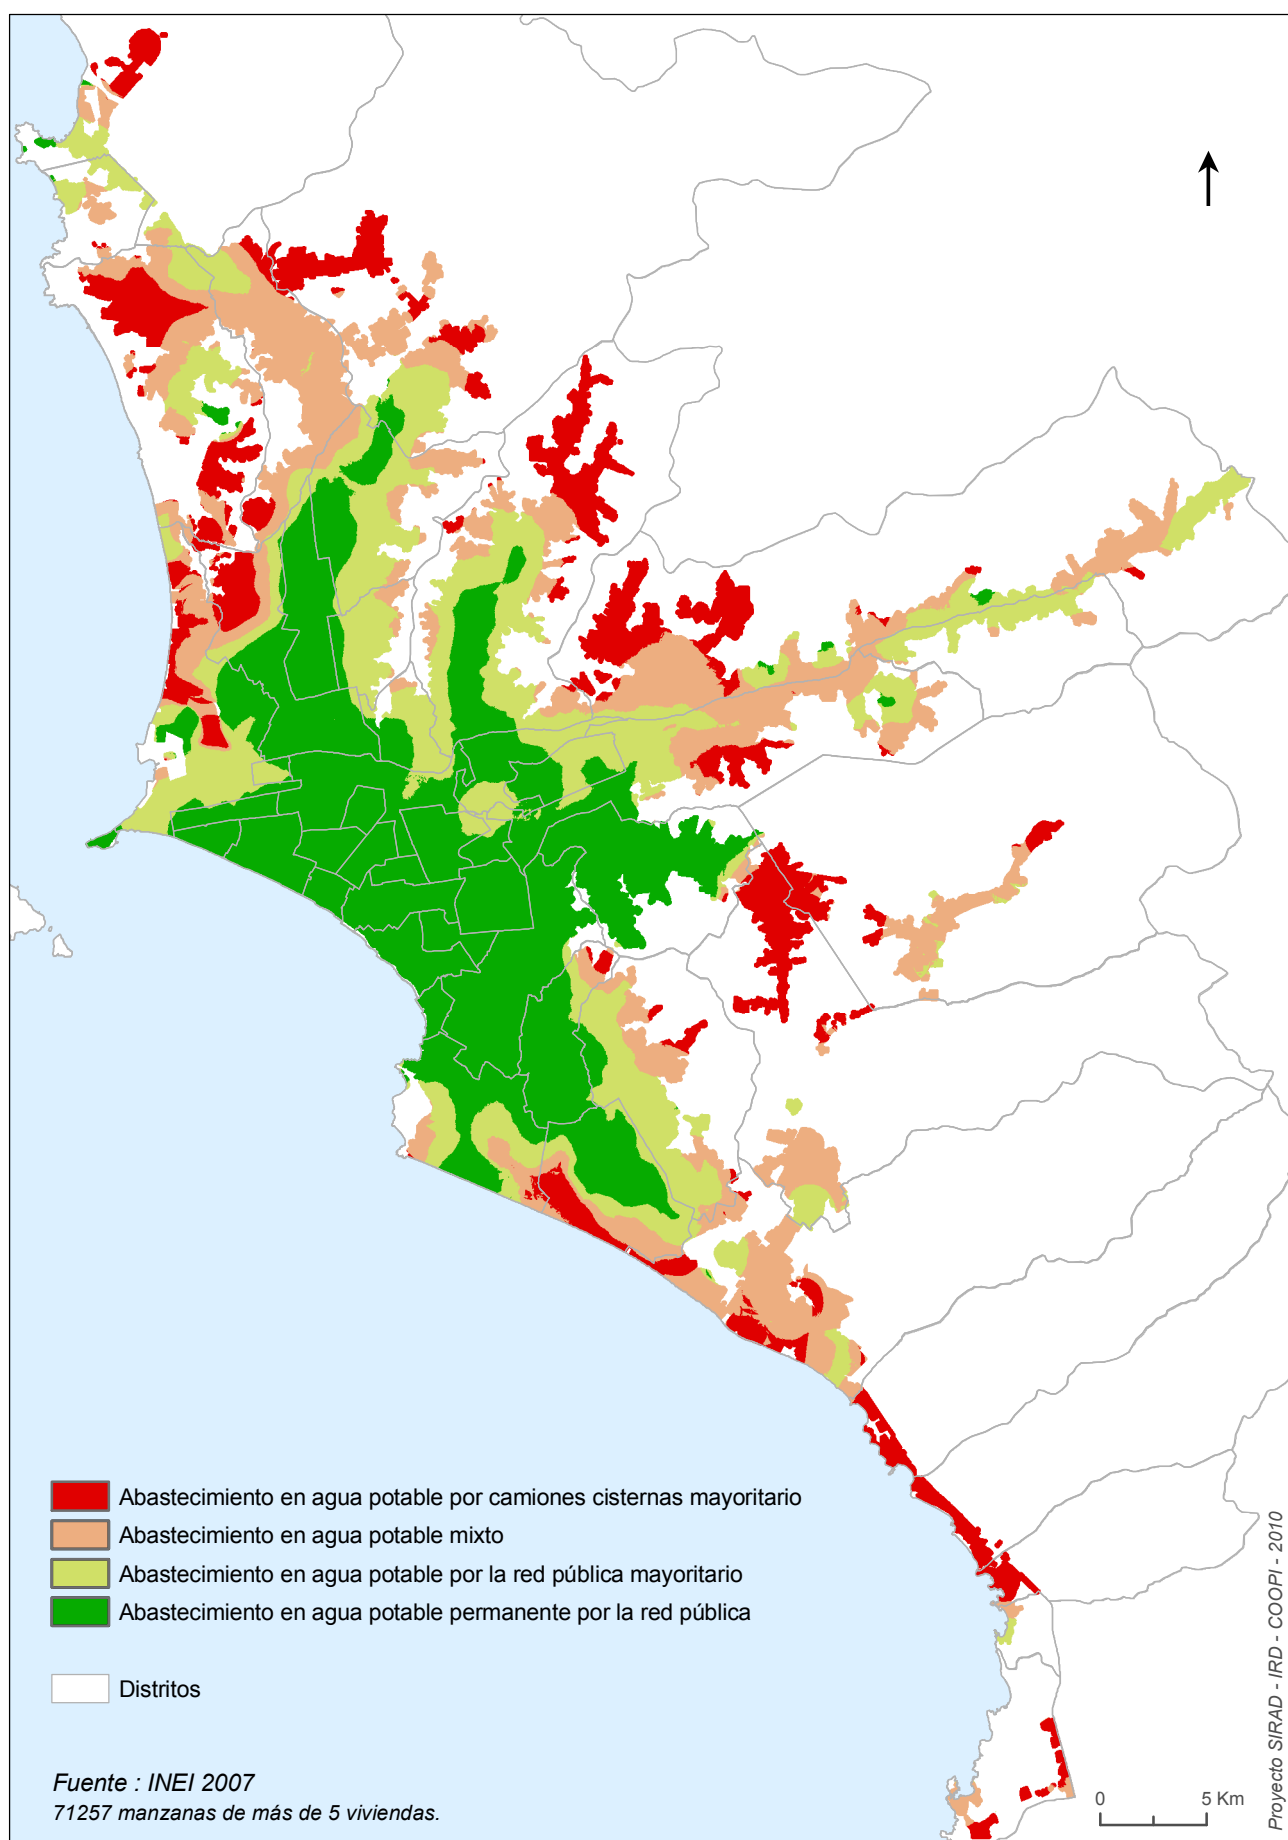 Abastecimiento en agua potable por camiones cisternas mayoritario
Abastecimiento en agua potable mixto
Abastecimiento en agua potable por la red pública mayoritario
Abastecimiento en agua potable permanente por la red pública
Distritos
Fuente : INEI 2007
71257 manzanas de más de 5 viviendas.
0 5 Km
Proyecto SIRAD - IRD - COOPI - 2010